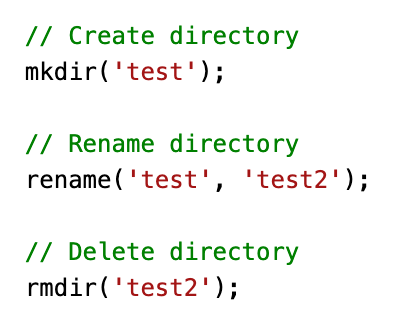 // Create directory
mkdir('test');
// Rename directory
rename('test', 'test2');
// Delete directory
rmdir('test2');